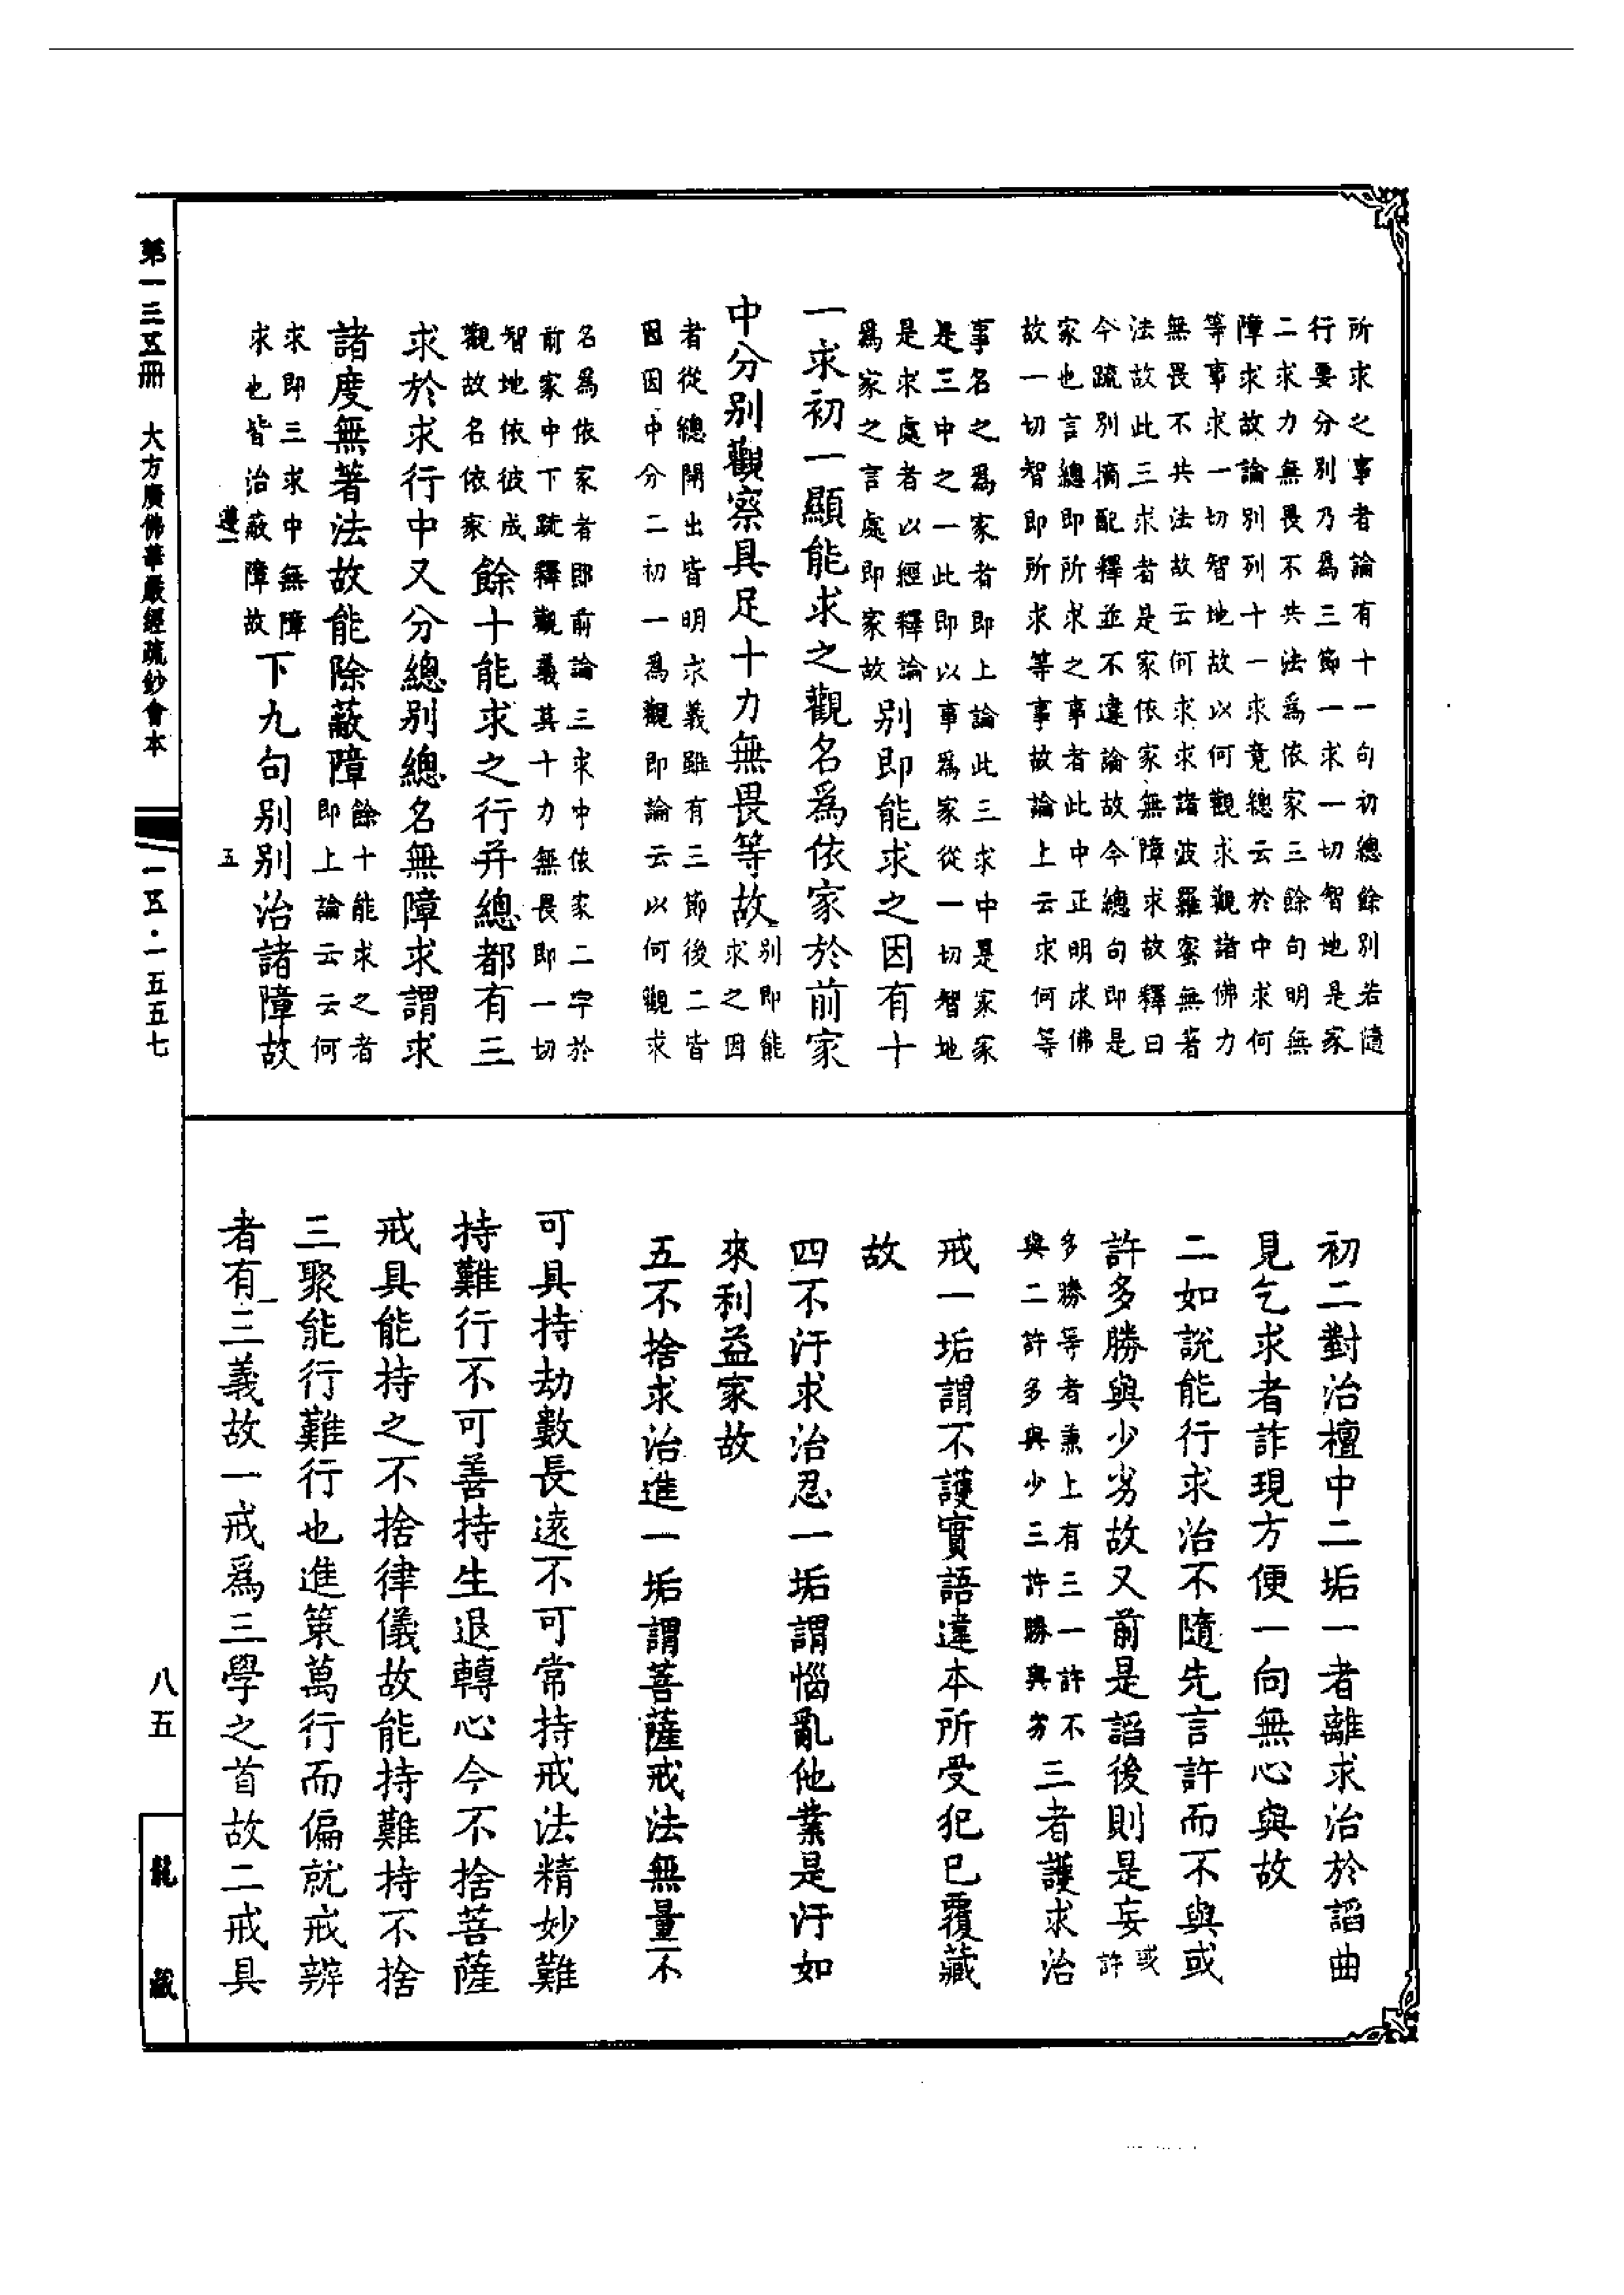 所求之事者論有十一句初總餘別若隨
行要分別乃爲三節一求一切智地是家
二求力無畏不共法爲依家三餘句明無
障求故論別列十一求竟總云於中求何
等事求一切智地故以何觀求觀諸佛力
無畏不共法故云何求求諸波羅蜜無著
法故此三求者是家依家無障求故釋曰
今疏別摘配釋並不違論故今總句即是
家也言總即所求之事者此中正明求佛
故一切智即所求等事故論上云求何等
事名之爲家者即上論此三求中是家家
是三中之一此即以事爲家從一切智地
是求處者以經釋論
爲家之言處即家故
別即能求之因有十
一求初一顯能求之觀名爲依家於前家
中分別觀察具足十力無畏等故
別即能
求之因
者從總開出皆明求義雖有三節後二皆
因因中分二初一爲觀即論云以何觀求
名爲依家者即前論三求中依家二字於
前家中下疏釋觀義其十力無畏即一切
智地依彼成
觀故名依家
餘十能求之行并總都有三
求於求行中又分總別總名無障求謂求
諸度無著法故能除蔽障
餘十能求之者
即上論云云何
求即三求中無障
求也皆治蔽障故
下九句別別治諸障故
遵一 五
初二對治檀中二垢一者離求治於諂曲
見乞求者詐現方便一向無心與故
二如說能行求治不隨先言許而不與或
許多勝與少劣故又前是諂後則是妄
或
許
多勝等者兼上有三一許不
與二許多與少三許勝與劣
三者護求治
戒一垢謂不護實語違本所受犯已覆藏
故
四不汙求治忍一垢謂惱亂他業是汙如
來利益家故
五不捨求治進一垢謂菩薩戒法無量一不
可具持劫數長遠不可常持戒法精妙難
持難行不可善持生退轉心今不捨菩薩
戒具能持之不捨律儀故能持難持不捨
三聚能行難行也進策萬行而偏就戒辨
者有三義故一戒爲三學之首故二戒具
第一三五冊 大方廣佛華嚴經疏鈔會本 一五·一五五七
八五
龍藏